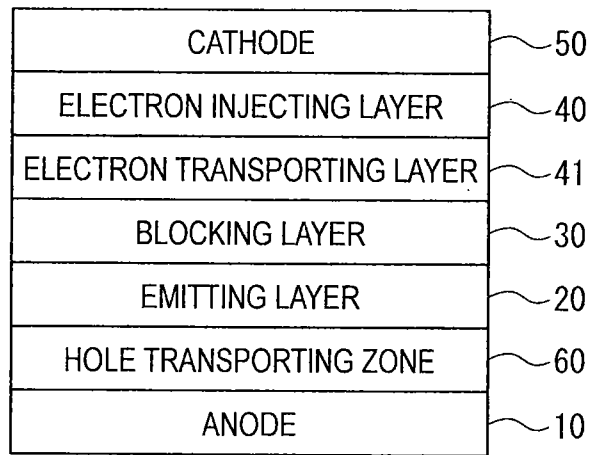 CATHODE 50
ELECTRON INJECTING LAYER 40
ELECTRON TRANSPORTING LAYER 41
BLOCKING LAYER 30
EMITTING LAYER 20
HOLE TRANSPORTING ZONE 60
ANODE 10